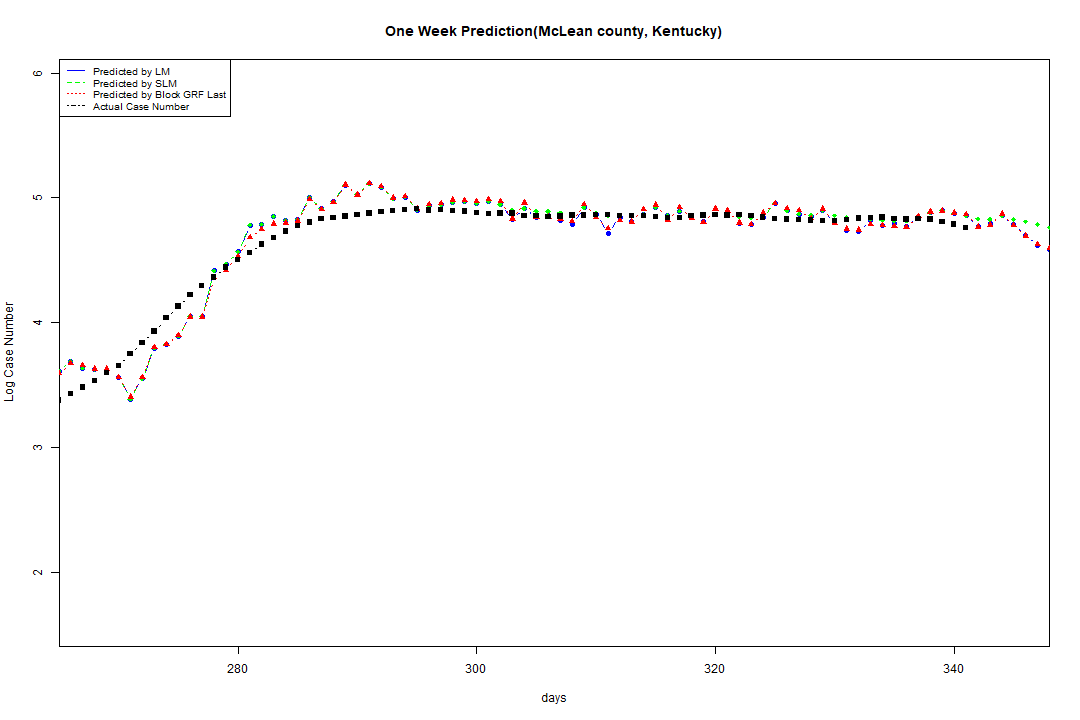 One Week Prediction(McLean county, Kentucky)
Predicted by LM
Predicted by SLM
Predicted by Block GRF Last
Actual Case Number
6
5
4
3
2
Log Case Number
280 300 320 340
days